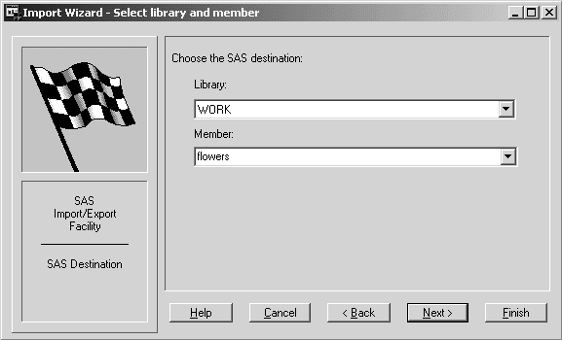 Import Wizard - Select library and member
Choose the SAS destination:
Library:
WORK
Member:
flowers
SAS
Import/Export
Facility
SAS Destination
Help
Cancel
< Back
Next >
Finish